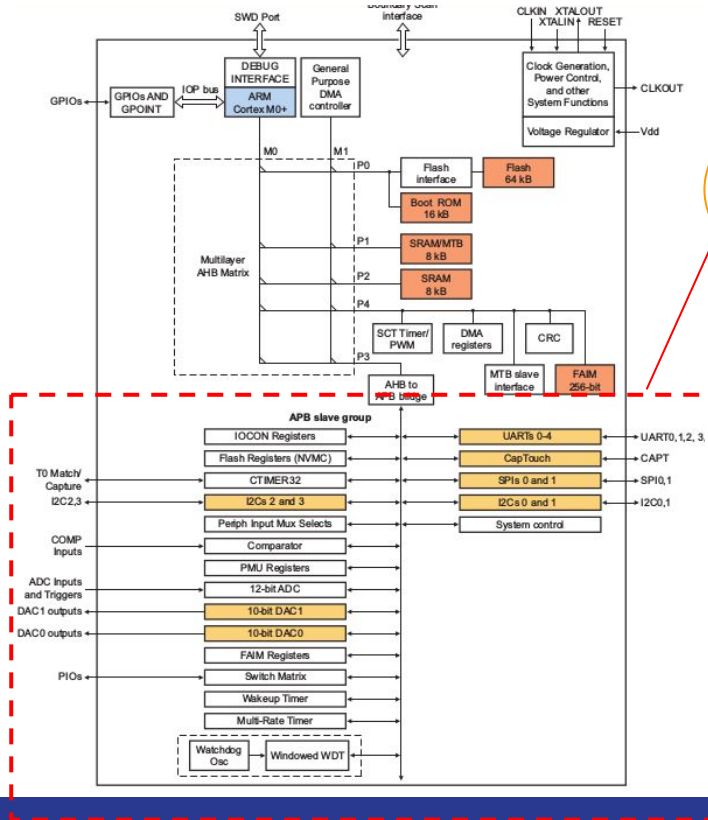 SWD Port
Boundary Scan
interface
CLKIN XTALOUT
XTALIN RESET
DEBUG
INTERFACE
ARM
Cortex M0+
General
Purpose
DMA
controller
Clock Generation,
Power Control,
and other
System Functions
CLKOUT
Voltage Regulator
Vdd
GPIOs
GPIOs AND
GPOINT
IOP bus
M0
M1
P0
Flash
interface
Flash
64 kB
Boot ROM
16 kB
P1
SRAM/MTB
8 kB
Multilayer
AHB Matrix
P2
SRAM
8 kB
P4
SCT Timer/
PWM
DMA
registers
CRC
P3
MTB slave
interface
FAIM
256-bit
AHB to
APB bridge
APB slave group
IOCON Registers
UARTs 0-4
UART0,1,2, 3,
Flash Registers (NVMC)
CapTouch
CAPT
T0 Match/
Capture
CTIMER32
SPIs 0 and 1
SPI0,1
I2C2,3
I2Cs 2 and 3
I2Cs 0 and 1
I2C0,1
Periph Input Mux Selects
System control
COMP
Inputs
Comparator
PMU Registers
ADC Inputs
and Triggers
12-bit ADC
DAC1 outputs
10-bit DAC1
DAC0 outputs
10-bit DAC0
FAIM Registers
PIOs
Switch Matrix
Wakeup Timer
Multi-Rate Timer
Watchdog
Osc
Windowed WDT